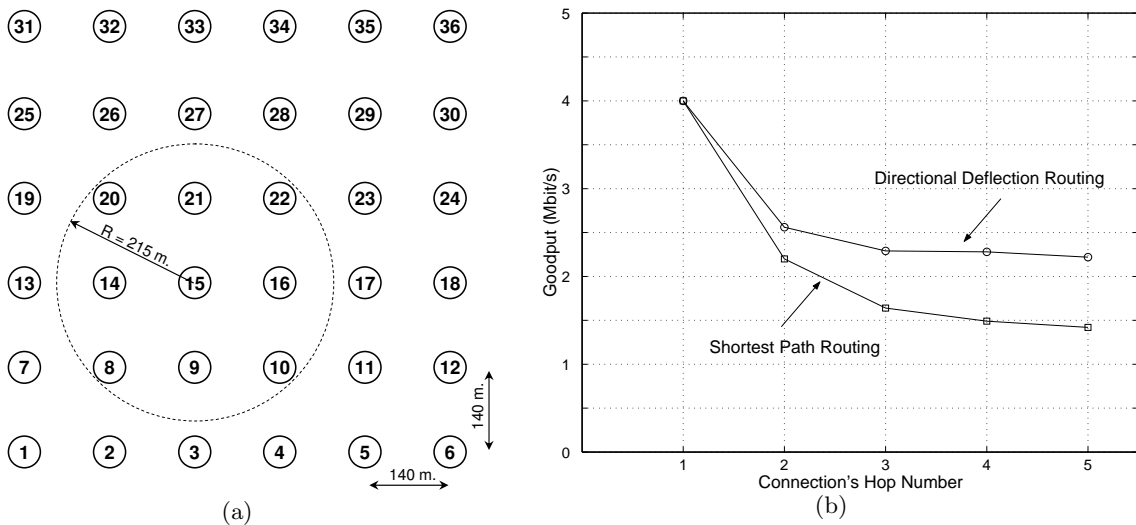 31 32 33 34 35 36
25 26 27 28 29 30
19 20 21 22 23 24
R = 215 m.
13 14 15 16 17 18
7 8 9 10 11 12
140 m.
1 2 3 4 5 6
140 m.
(a)
5
4
3
2
1
0
Goodput (Mbit/s)
Directional Deflection Routing
Shortest Path Routing
1 2 3 4 5
Connection's Hop Number
(b)